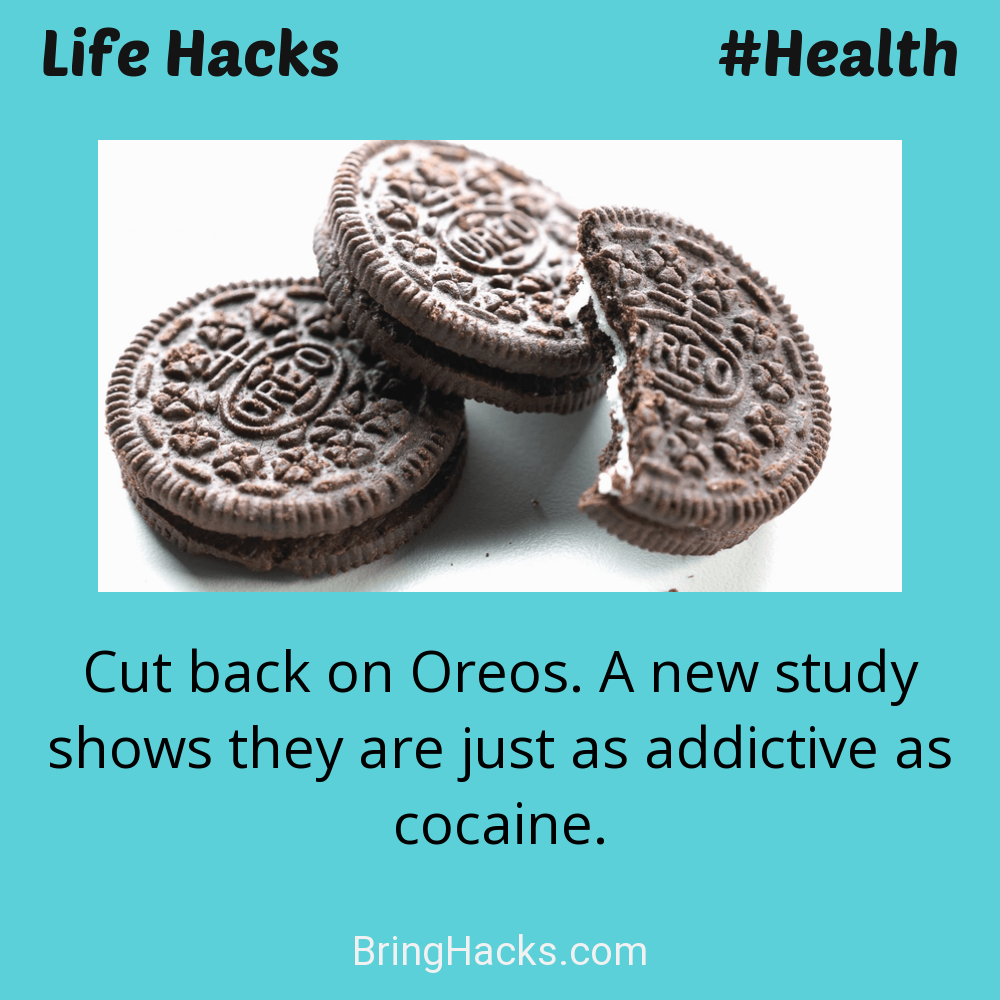 Life Hacks #Health
OREO
OREO
REO
Cut back on Oreos. A new study
shows they are just as addictive as
cocaine.
BringHacks.com